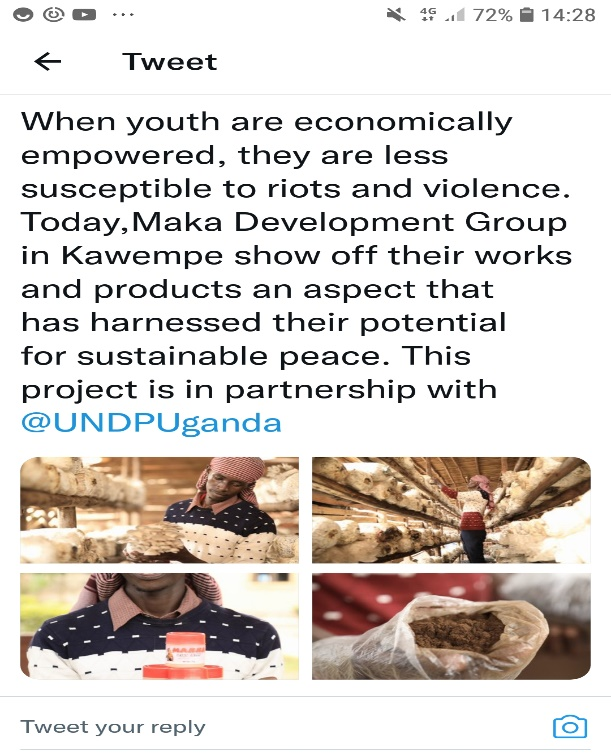 4G 72% 14:28
Tweet
When youth are economically
empowered, they are less
susceptible to riots and violence.
Today,Maka Development Group
in Kawempe show off their works
and products an aspect that
has harnessed their potential
for sustainable peace. This
project is in partnership with
@UNDPUganda
Tweet your reply